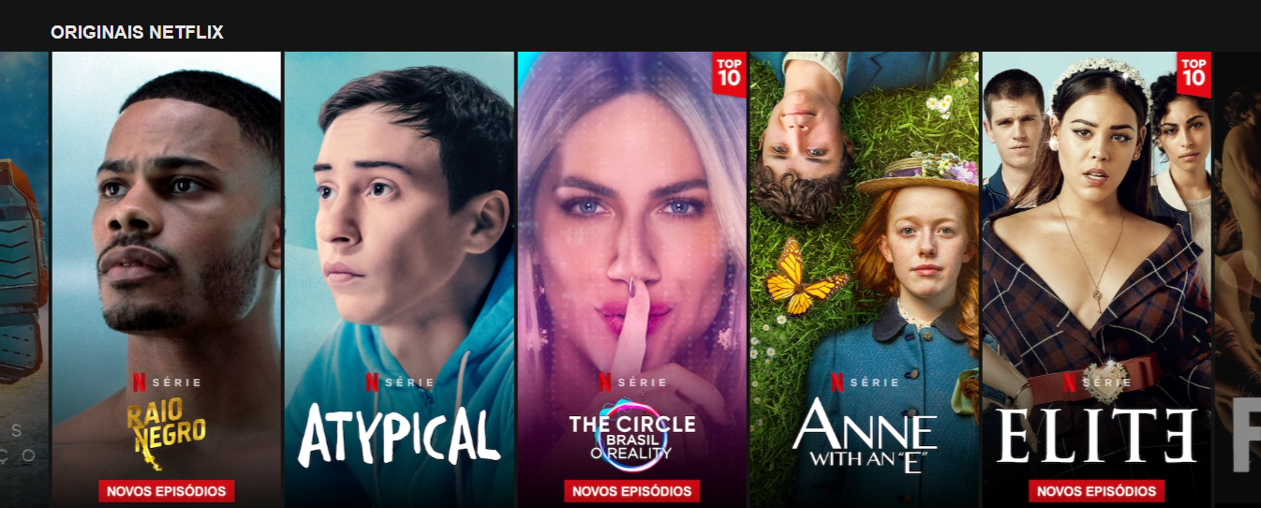 ORIGINAIS NETFLIX
S
ÇO
N SÉRIE
RAIO
NEGRO
NOVOS EPISÓDIOS
N SÉRIE
ATYPICAL
TOP
10
N SÉRIE
THE CIRCLE
BRASIL
O REALITY
NOVOS EPISÓDIOS
N SÉRIE
ANNE
WITH AN "E"
TOP
10
N SÉRIE
ELITE
NOVOS EPISÓDIOS